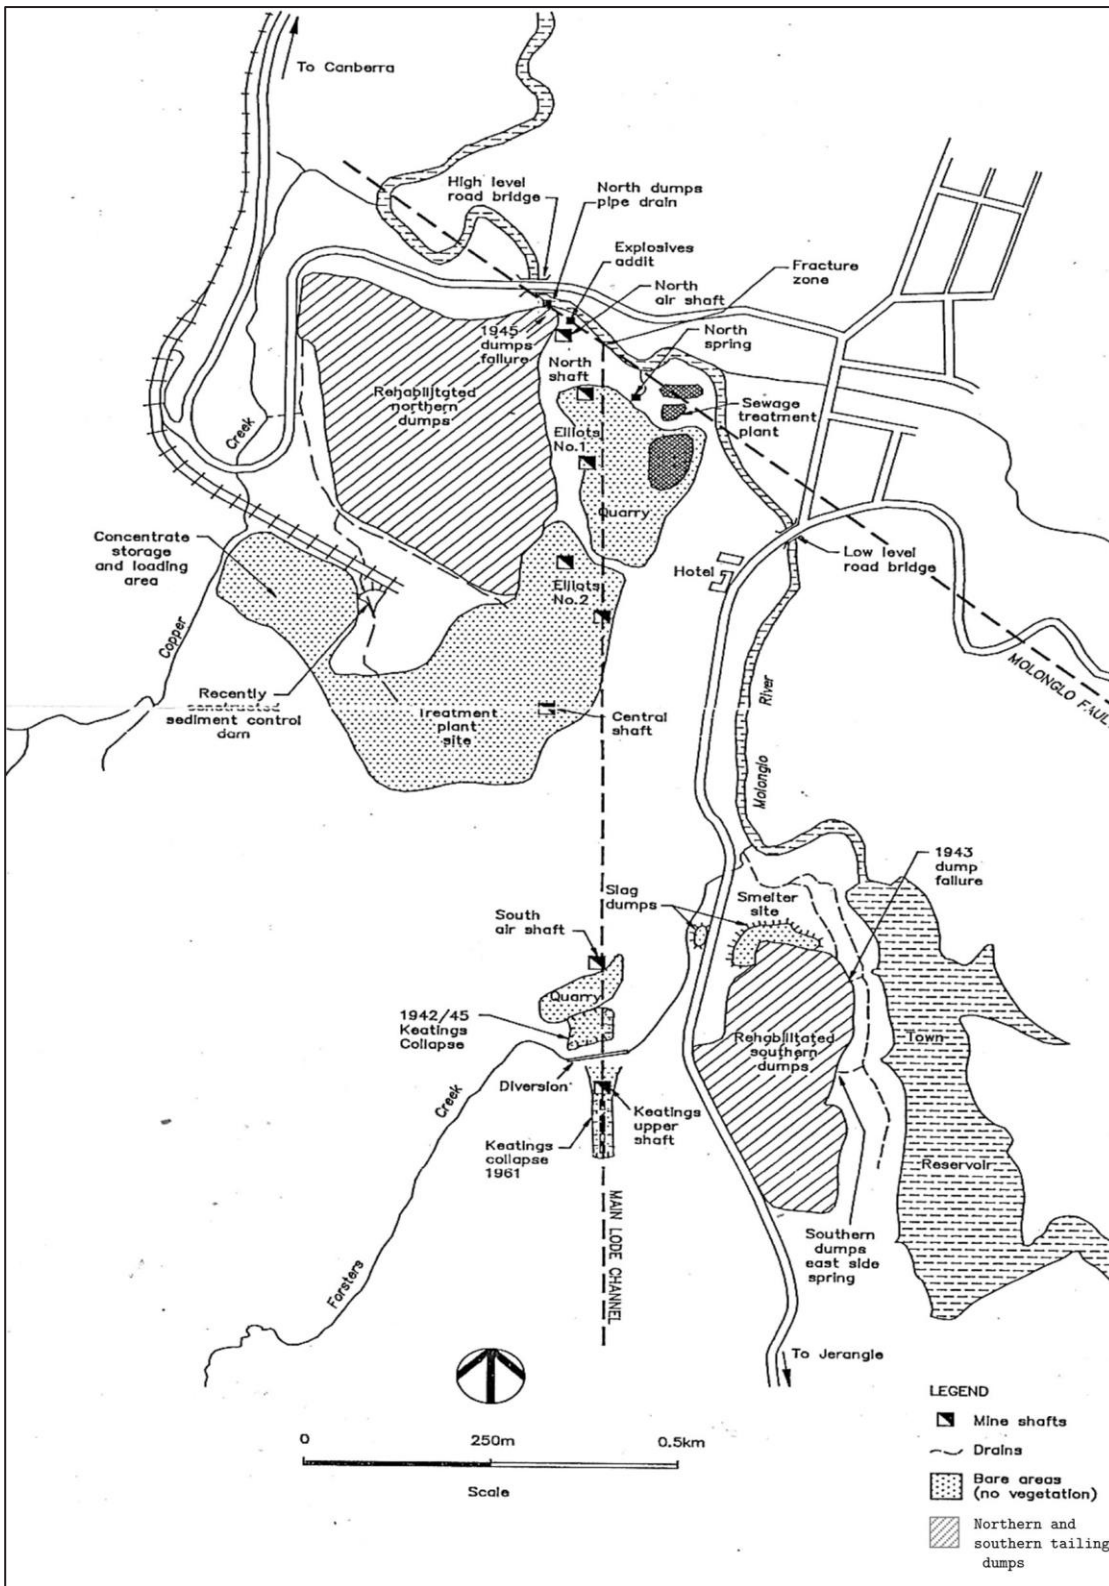 To Canberra
High level
road bridge
North dumps
pipe drain
Explosives
addit
Fracture
zone
North
air shaft
North
spring
1945
dumps
failure
North
shaft
Rehabilitated
northern
dumps
Sewage
treatment
plant
Elliots
No.1
Creek
Quarry
Concentrate
storage
and loading
area
Low level
road bridge
Hotel
Elliots
No.2
Copper
MOLONGLO FAULT
River
Recently
constructed
sediment control
dam
Treatment
plant
site
Central
shaft
Molonglo
1943
dump
failure
Slag
dumps
Smelter
site
South
air shaft
Quarry
1942/45
Keatings
Collapse
Rehabilitated
southern
dumps
Town
Diversion
Creek
Keatings
upper
shaft
Keatings
collapse
1961
Reservoir
MAIN LODE CHANNEL
Southern
dumps
east side
spring
Forsters
To Jerangle
LEGEND
Mine shafts
Drains
Bare areas
(no vegetation)
Northern and
southern tailing
dumps
0 250m 0.5km
Scale